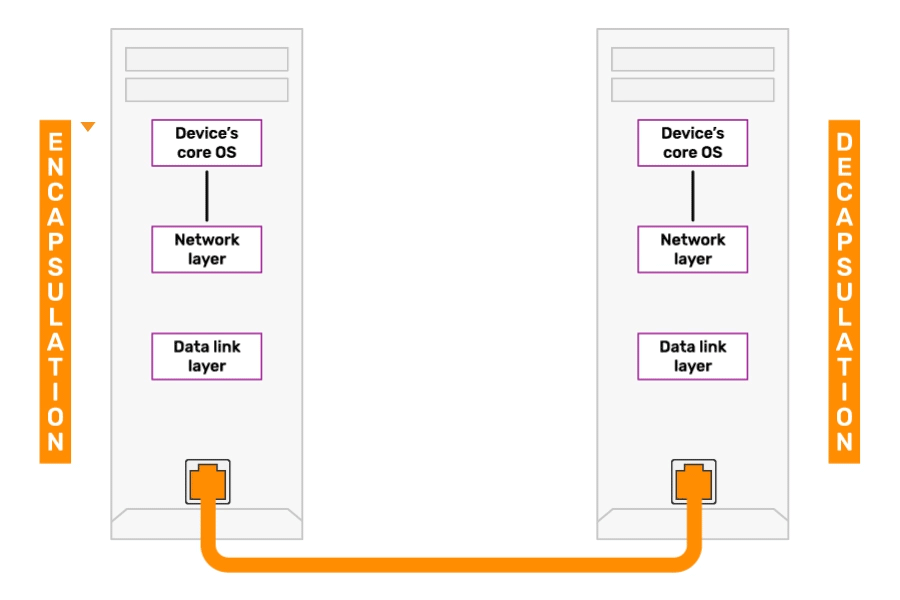 ENCAPSULATION
Device's
core OS
Network
layer
Data link
layer
Device's
core OS
Network
layer
Data link
layer
DECAPSULATION